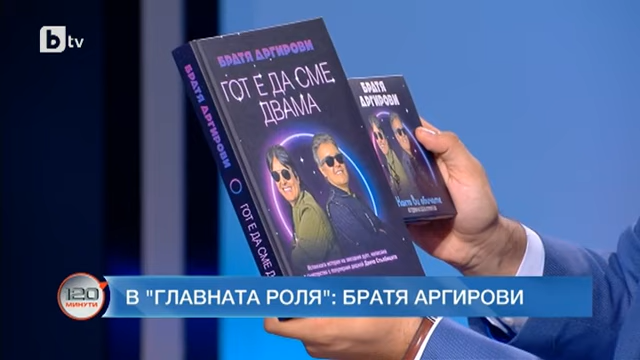 btv
БРАТЯ АРГИРОВИ
ГОТ Е ДА СМЕ
ДВАМА
БРАТЯ АРГИРОВИ
ГОТ Е ДА СМЕ
БРАТЯ
АРГИРОВИ
120
МИНУТИ
В "ГЛАВНАТА РОЛЯ": БРАТЯ АРГИРОВИ